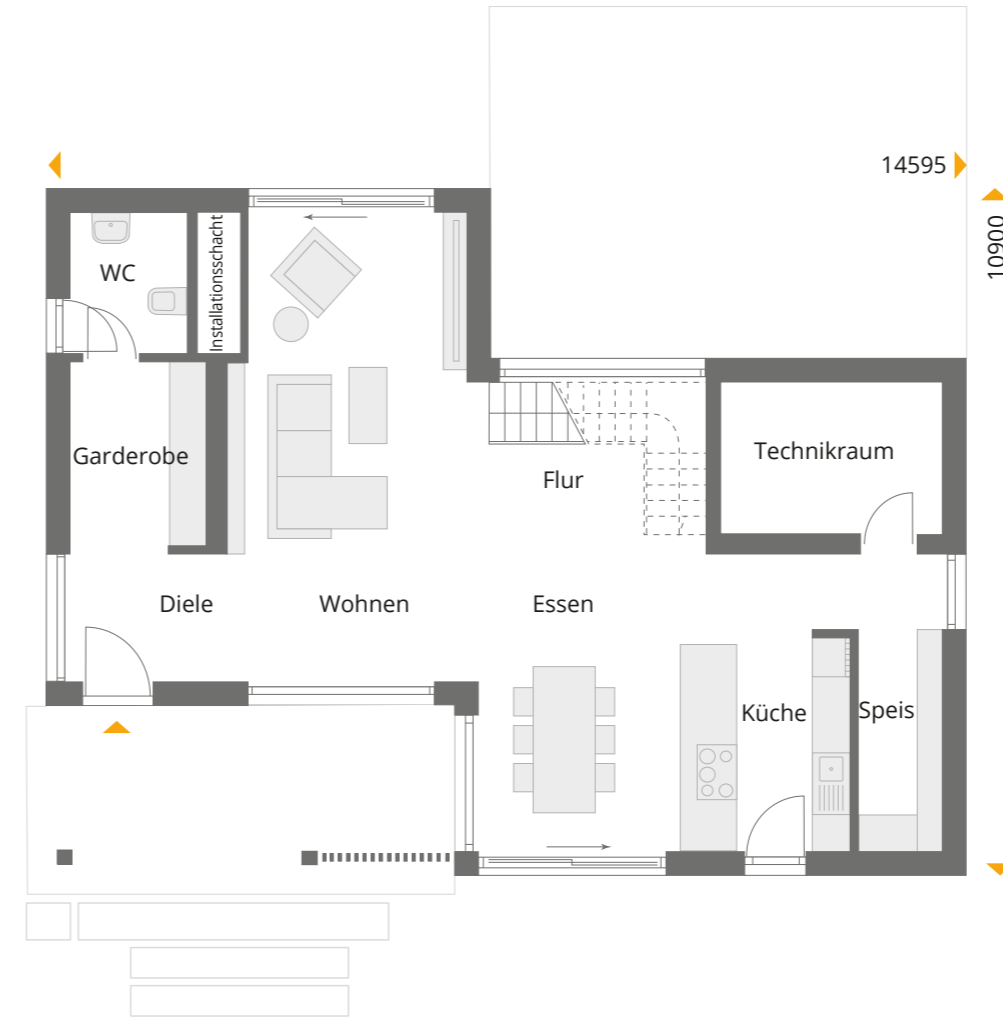 14595
10900
WC
Installationsschacht
Garderobe
Technikraum
Flur
Diele
Wohnen
Essen
Küche
Speis